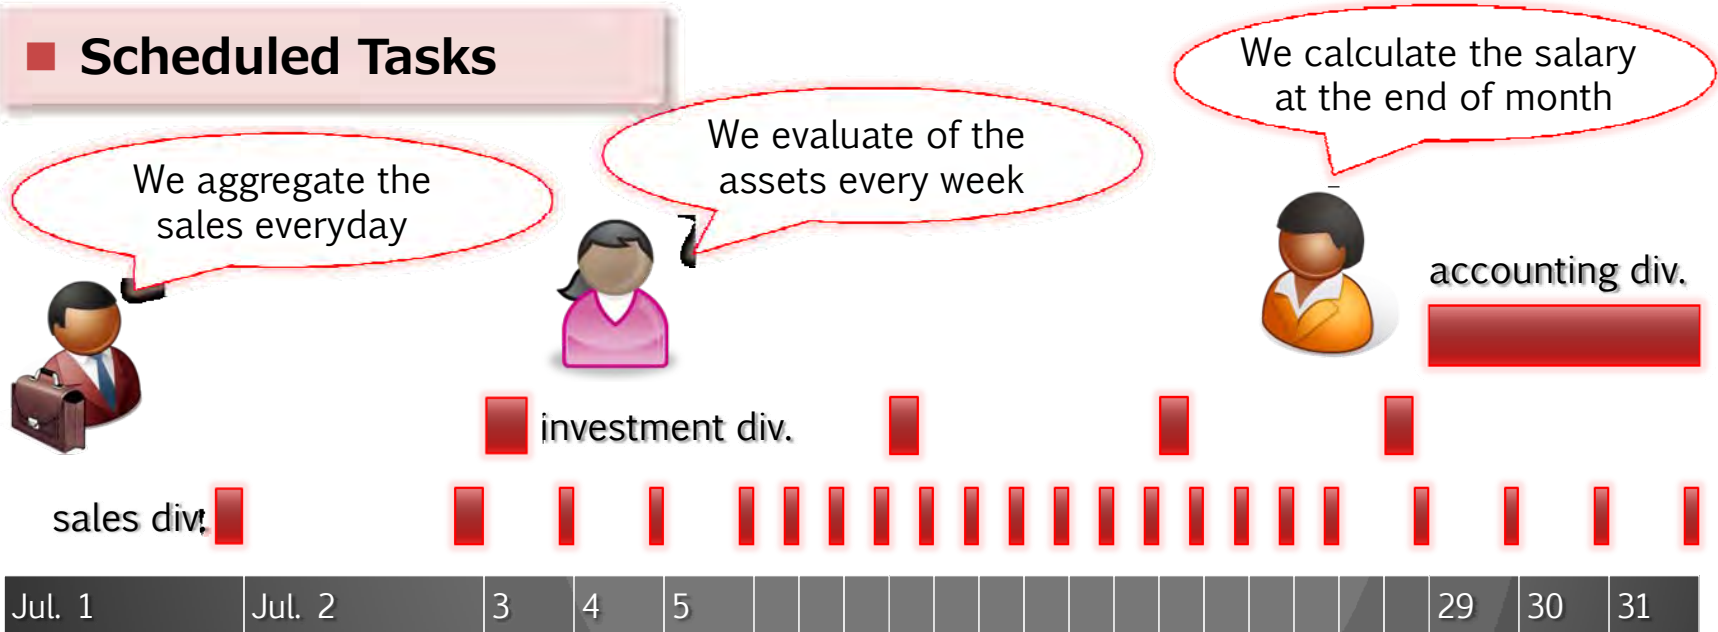 Scheduled Tasks
We aggregate the
sales everyday
We evaluate of the
assets every week
We calculate the salary
at the end of month
accounting div.
investment div.
sales div.
Jul. 1 Jul. 2 3 4 5 29 30 31